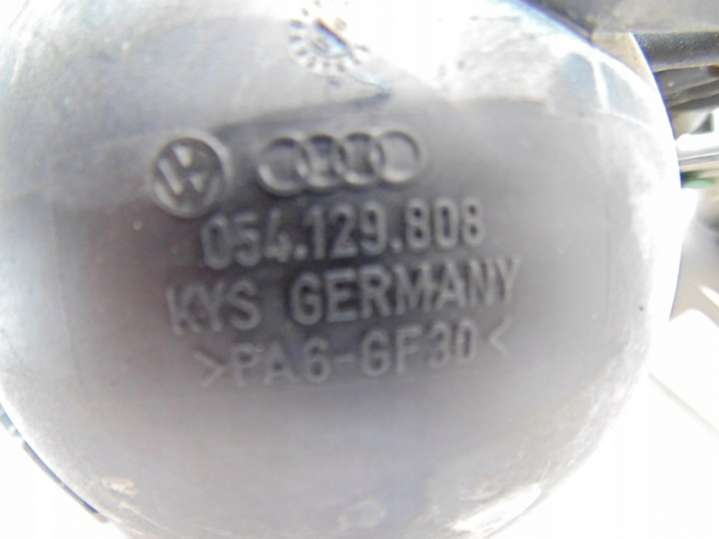 054.129.808
KYS GERMANY
>PA6-GF30<